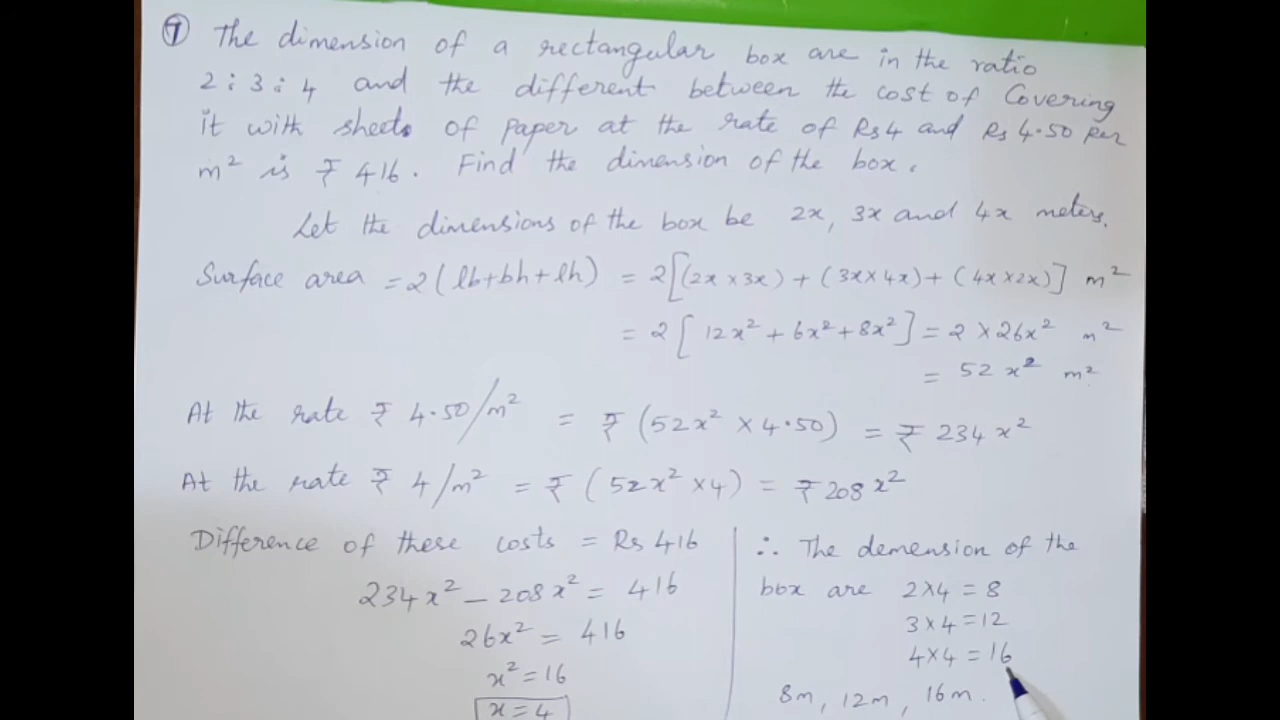 7 The dimension of a rectangular box are in the ratio
2 : 3 : 4 and the different between the cost of Covering
it with sheets of Paper at the rate of Rs 4 and Rs 4.50 Per
m² is ₹ 416. Find the dimension of the box.
Let the dimensions of the box be 2x, 3x and 4x meters.
Surface area = 2(lb+bh+lh) = 2[(2x×3x) + (3x×4x) + (4x×2x)] m²
= 2[12x² + 6x² + 8x²] = 2×26x² m²
= 52x² m²
At the rate ₹ 4.50/m² = ₹ (52x² × 4.50) = ₹ 234x²
At the rate ₹ 4/m² = ₹ (52x² × 4) = ₹ 208x²
Difference of these costs = Rs 416
234x² – 208x² = 416
26x² = 416
x² = 16
x = 4
∴ The demension of the
box are 2×4 = 8
3×4 = 12
4×4 = 16
8m, 12m, 16m.